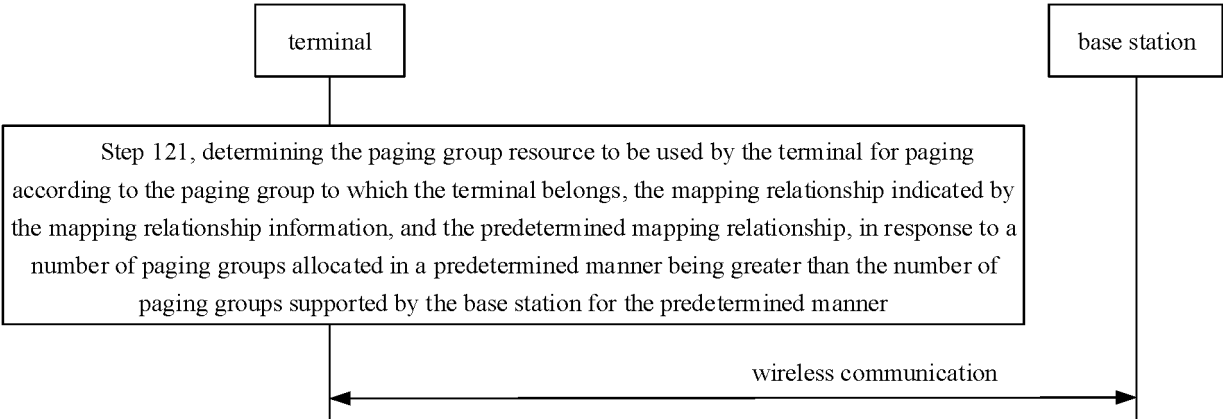 terminal
base station
Step 121, determining the paging group resource to be used by the terminal for paging
according to the paging group to which the terminal belongs, the mapping relationship indicated by
the mapping relationship information, and the predetermined mapping relationship, in response to a
number of paging groups allocated in a predetermined manner being greater than the number of
paging groups supported by the base station for the predetermined manner
wireless communication